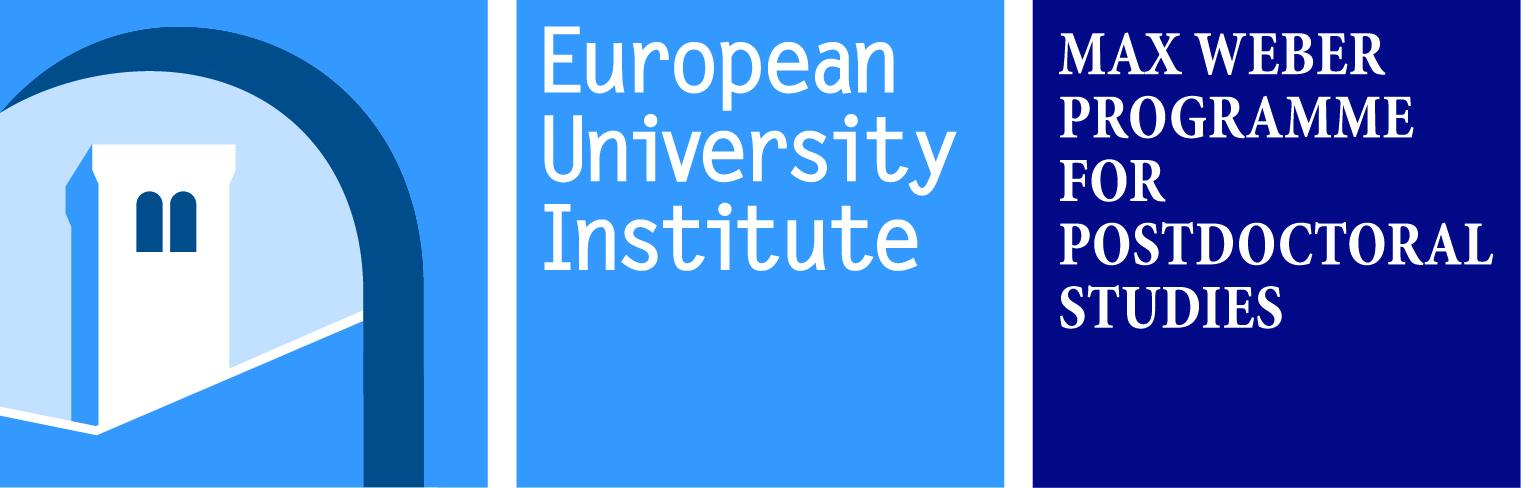 European
University
Institute
MAX WEBER
PROGRAMME
FOR
POSTDOCTORAL
STUDIES